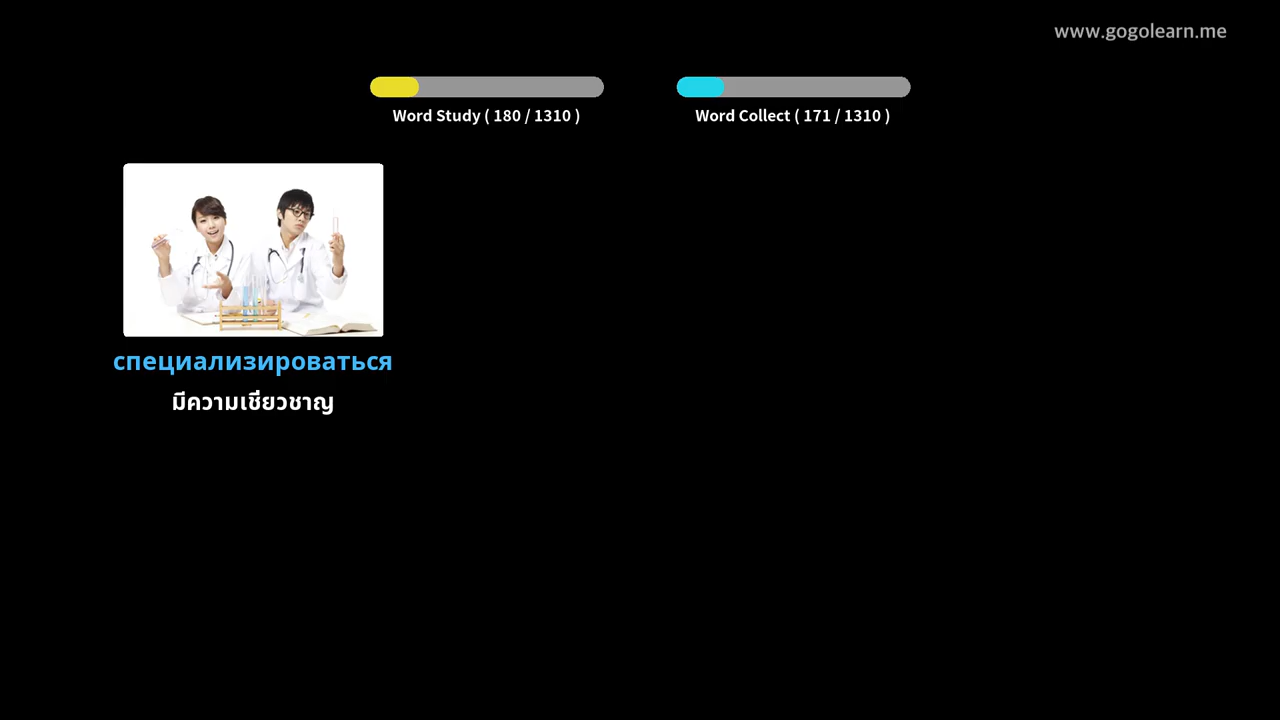 www.gogolearn.me
Word Study ( 180 / 1310 )
Word Collect ( 171 / 1310 )
специализироваться
มีความเชี่ยวชาญ